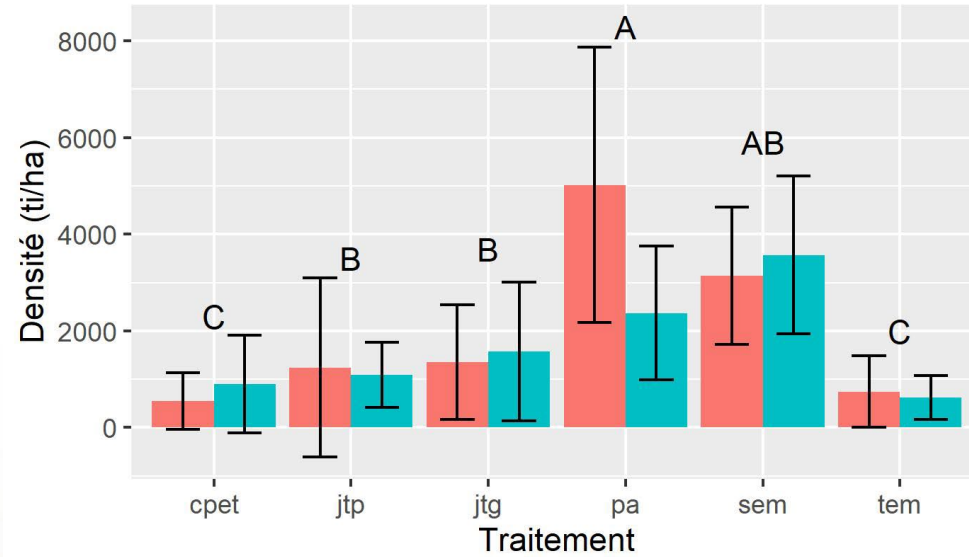 Densité (ti/ha)
8000
6000
4000
2000
0
C
B
B
A
AB
C
cpet
jtp
jtg
pa
sem
tem
Traitement